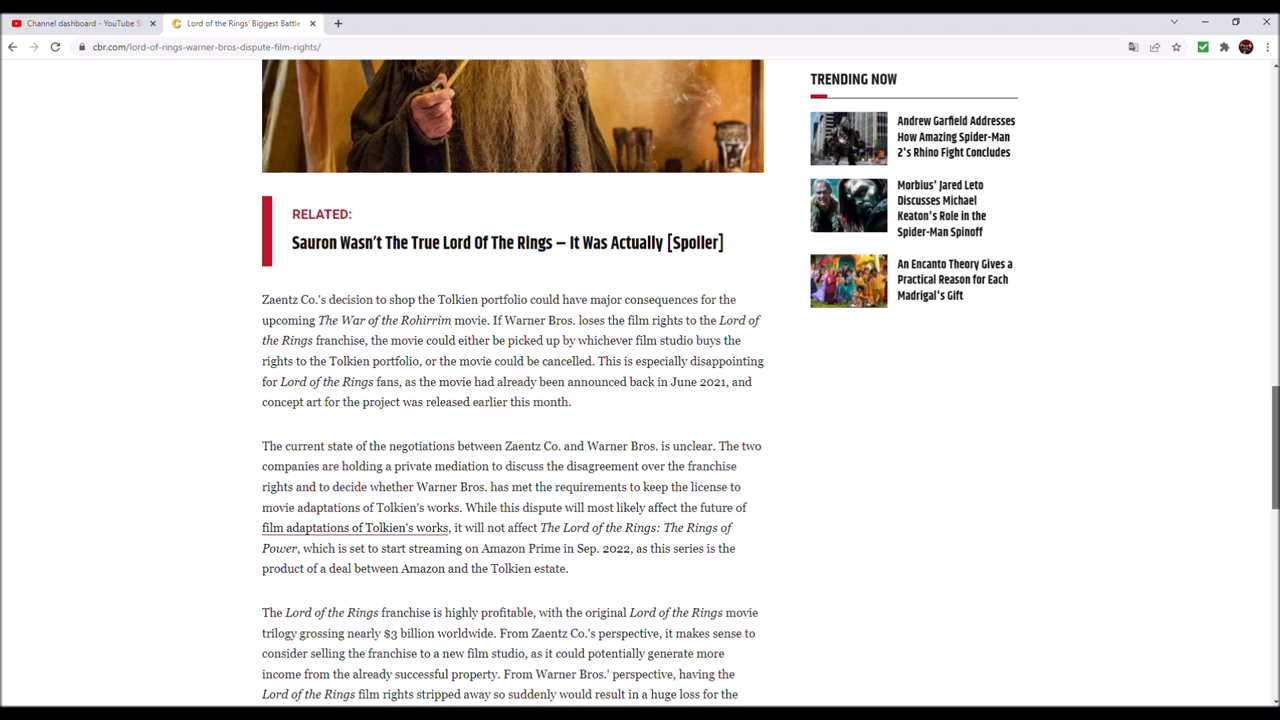 Channel dashboard - YouTube St
Lord of the Rings' Biggest Battle
cbr.com/lord-of-rings-warner-bros-dispute-film-rights/
RELATED:
Sauron Wasn't The True Lord Of The Rings – It Was Actually [Spoiler]
Zaentz Co.'s decision to shop the Tolkien portfolio could have major consequences for the
upcoming The War of the Rohirrim movie. If Warner Bros. loses the film rights to the Lord of
the Rings franchise, the movie could either be picked up by whichever film studio buys the
rights to the Tolkien portfolio, or the movie could be cancelled. This is especially disappointing
for Lord of the Rings fans, as the movie had already been announced back in June 2021, and
concept art for the project was released earlier this month.
The current state of the negotiations between Zaentz Co. and Warner Bros. is unclear. The two
companies are holding a private mediation to discuss the disagreement over the franchise
rights and to decide whether Warner Bros. has met the requirements to keep the license to
movie adaptations of Tolkien's works. While this dispute will most likely affect the future of
film adaptations of Tolkien's works, it will not affect The Lord of the Rings: The Rings of
Power, which is set to start streaming on Amazon Prime in Sep. 2022, as this series is the
product of a deal between Amazon and the Tolkien estate.
The Lord of the Rings franchise is highly profitable, with the original Lord of the Rings movie
trilogy grossing nearly $3 billion worldwide. From Zaentz Co.'s perspective, it makes sense to
consider selling the franchise to a new film studio, as it could potentially generate more
income from the already successful property. From Warner Bros.' perspective, having the
Lord of the Rings film rights stripped away so suddenly would result in a huge loss for the
TRENDING NOW
Andrew Garfield Addresses
How Amazing Spider-Man
2's Rhino Fight Concludes
Morbius' Jared Leto
Discusses Michael
Keaton's Role in the
Spider-Man Spinoff
An Encanto Theory Gives a
Practical Reason for Each
Madrigal's Gift